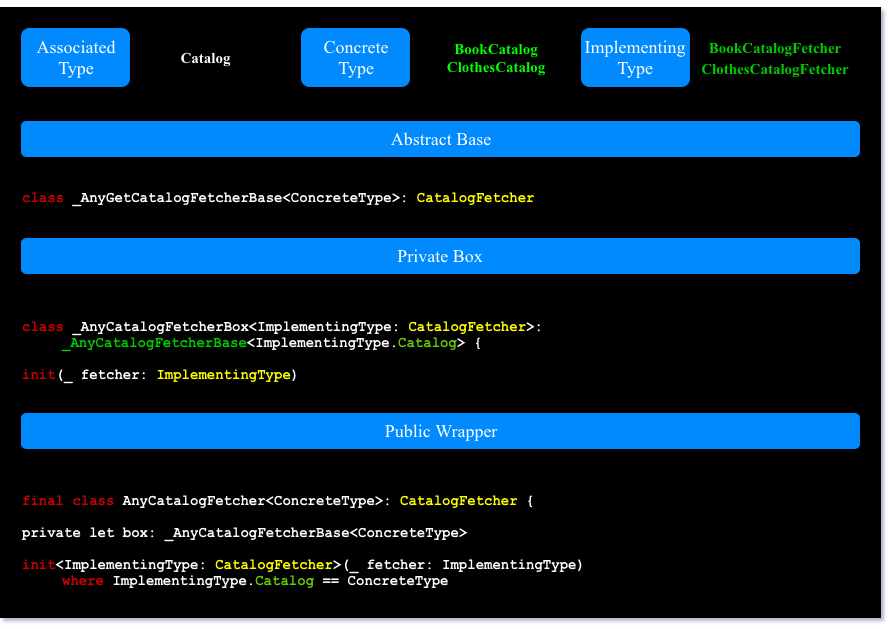 Associated
Type
Catalog
Concrete
Type
BookCatalog
ClothesCatalog
Implementing
Type
BookCatalogFetcher
ClothesCatalogFetcher
Abstract Base
class _AnyGetCatalogFetcherBase<ConcreteType>: CatalogFetcher
Private Box
class _AnyCatalogFetcherBox<ImplementingType: CatalogFetcher>:
_AnyCatalogFetcherBase<ImplementingType.Catalog> {
init(_ fetcher: ImplementingType)
Public Wrapper
final class AnyCatalogFetcher<ConcreteType>: CatalogFetcher {
private let box: _AnyCatalogFetcherBase<ConcreteType>
init<ImplementingType: CatalogFetcher>(_ fetcher: ImplementingType)
where ImplementingType.Catalog == ConcreteType